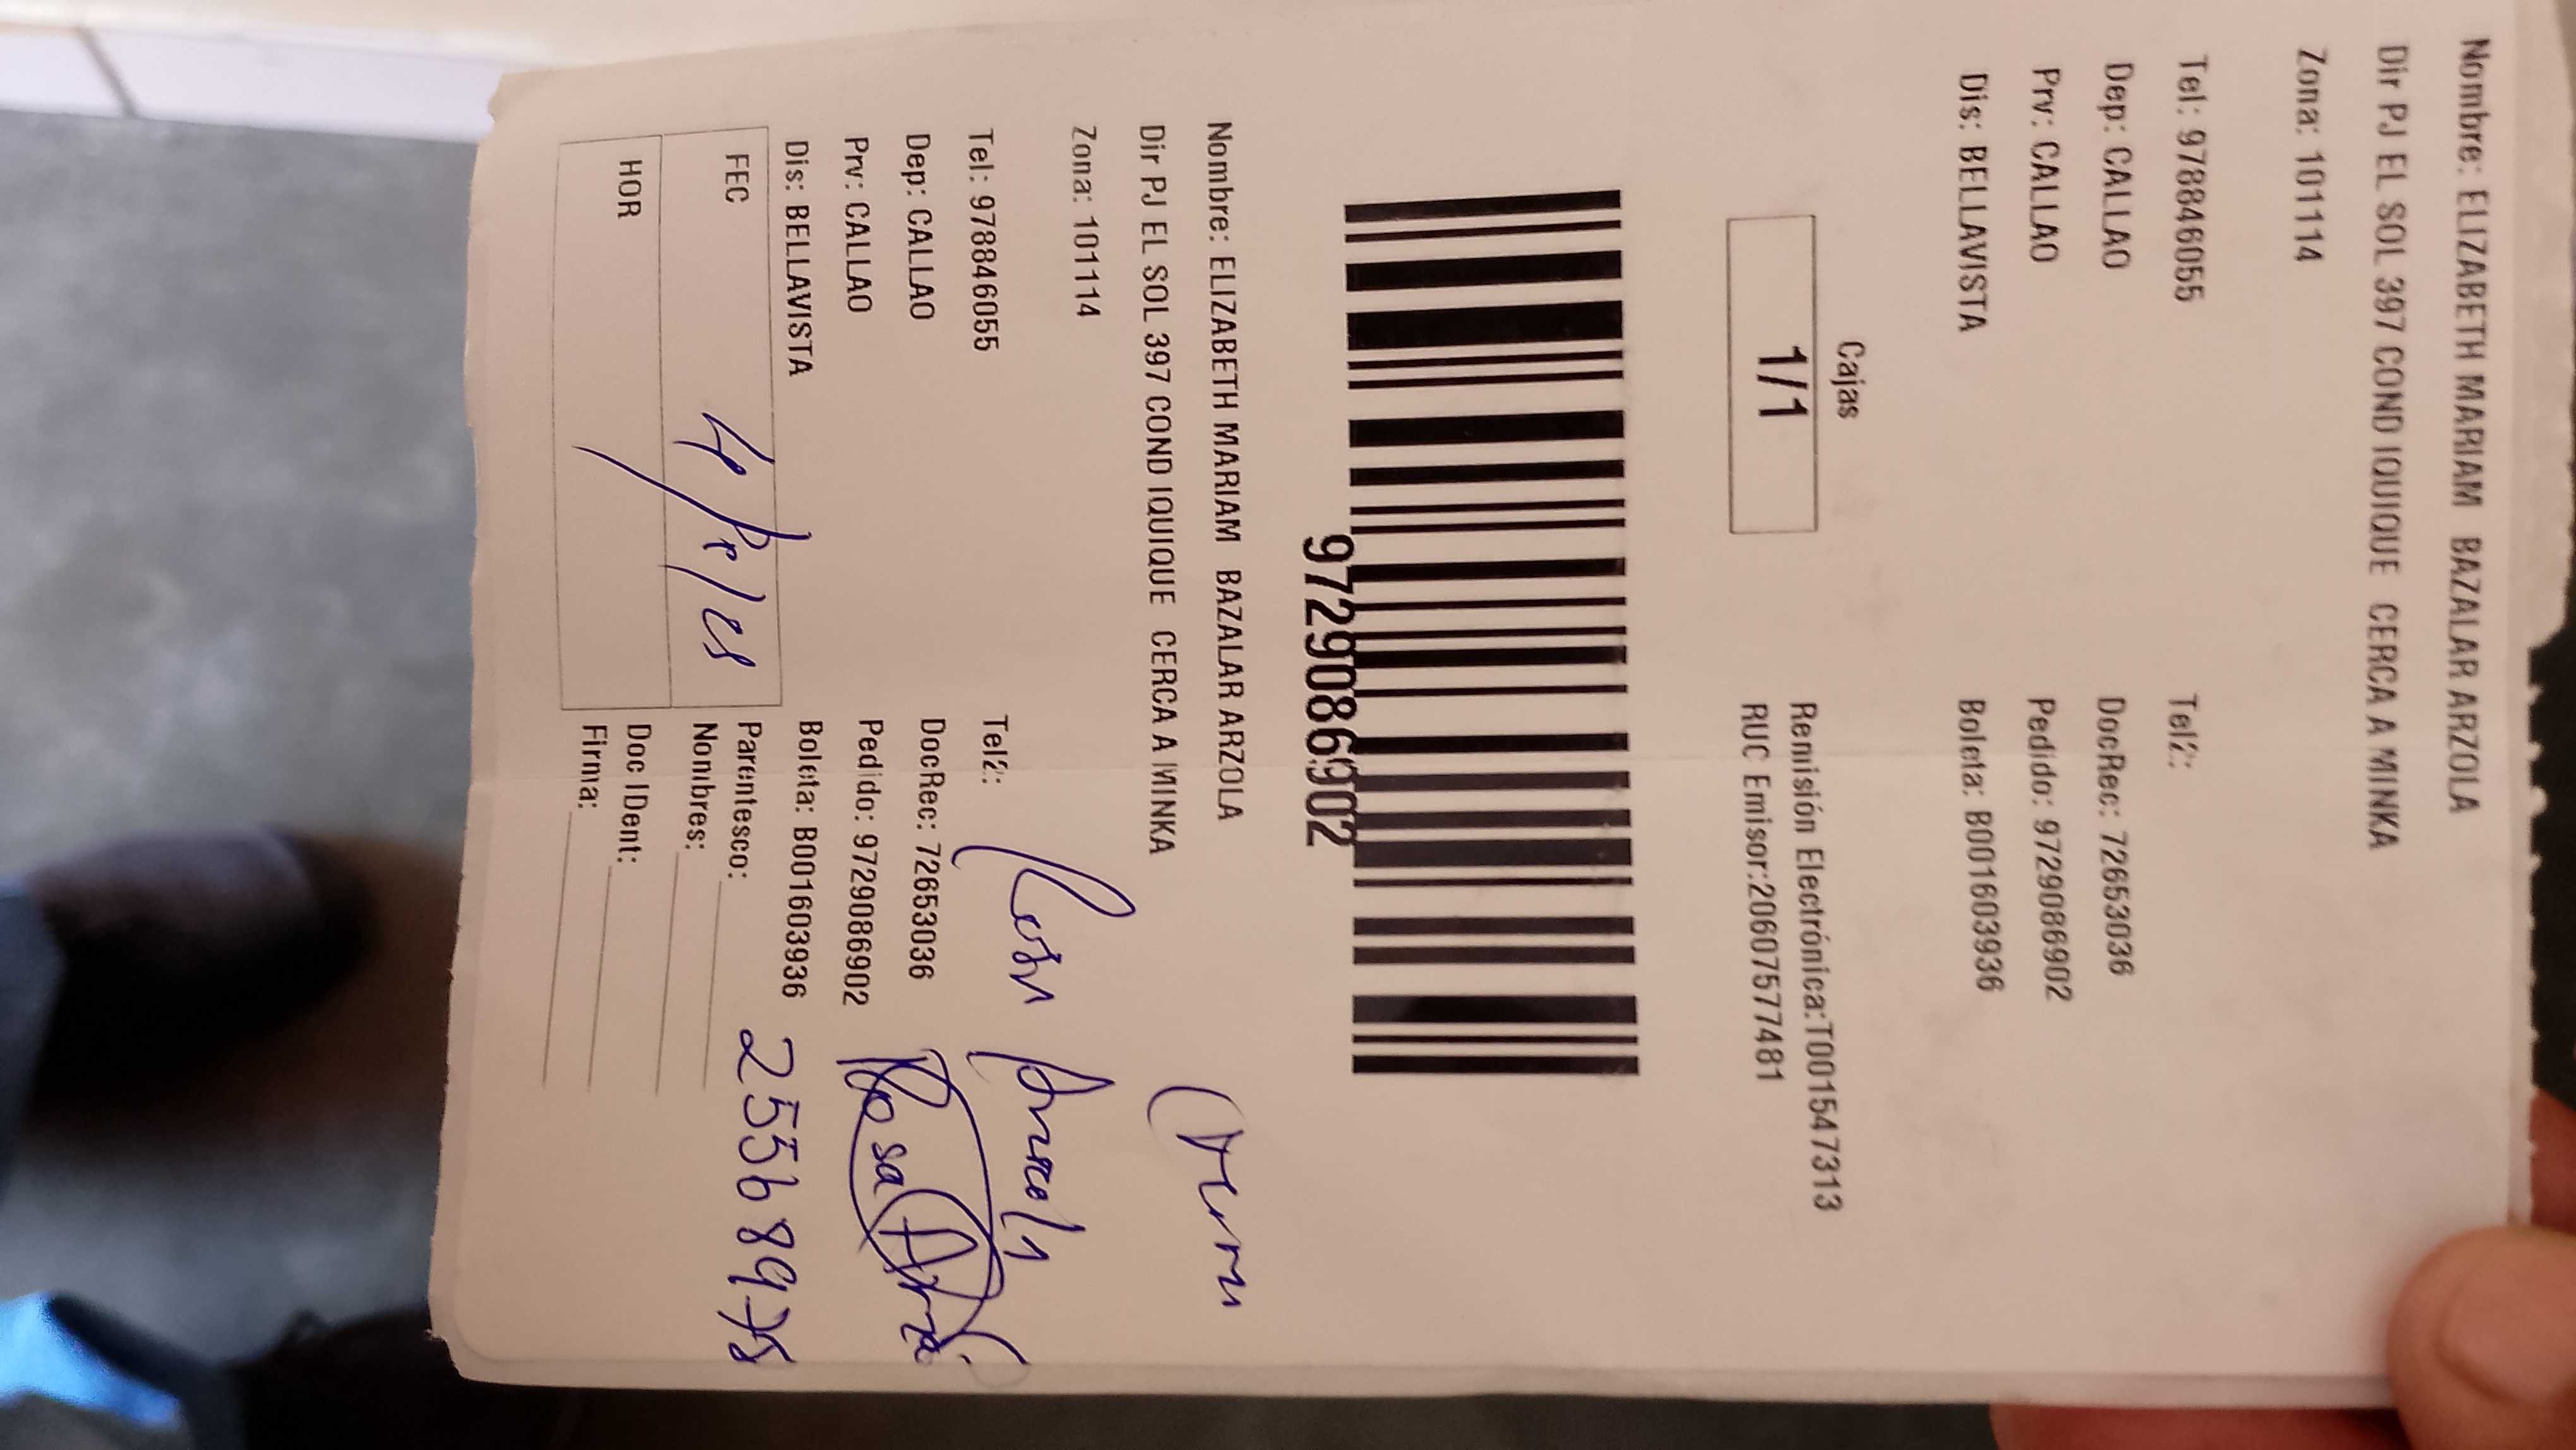 Nombre: ELIZABETH MARIAM BAZALAR ARZOLA
Dir PJ EL SOL 397 COND IQUIQUE CERCA A MINKA
Zona: 101114
Tel: 978846055 Tel2:
Dep: CALLAO DocRec: 72653036
Prv: CALLAO Pedido: 9729086902
Dis: BELLAVISTA Boleta: B001603936
Cajas
1/1
Remisión Electrónica:T001547313
RUC Emisor:20607577481
9729086902
Nombre: ELIZABETH MARIAM BAZALAR ARZOLA
Dir PJ EL SOL 397 COND IQUIQUE CERCA A MINKA
Zona: 101114
Tel: 978846055 Tel2:
Dep: CALLAO DocRec: 72653036
Prv: CALLAO Pedido: 9729086902
Dis: BELLAVISTA Boleta: B001603936
FEC
HOR
Parentesco:
Nombres:
Doc IDent:
Firma:
Rosa
25568978